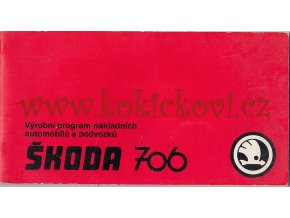 www.kokickovi.cz
Výrobní program nákladních
automobilů a podvozků
ŠKODA 706